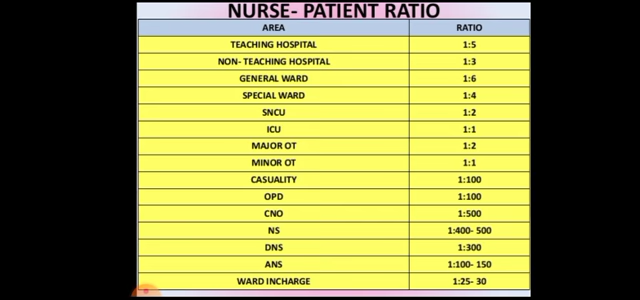 NURSE- PATIENT RATIO
AREA RATIO
TEACHING HOSPITAL 1:5
NON- TEACHING HOSPITAL 1:3
GENERAL WARD 1:6
SPECIAL WARD 1:4
SNCU 1:2
ICU 1:1
MAJOR OT 1:2
MINOR OT 1:1
CASUALITY 1:100
OPD 1:100
CNO 1:500
NS 1:400- 500
DNS 1:300
ANS 1:100- 150
WARD INCHARGE 1:25- 30